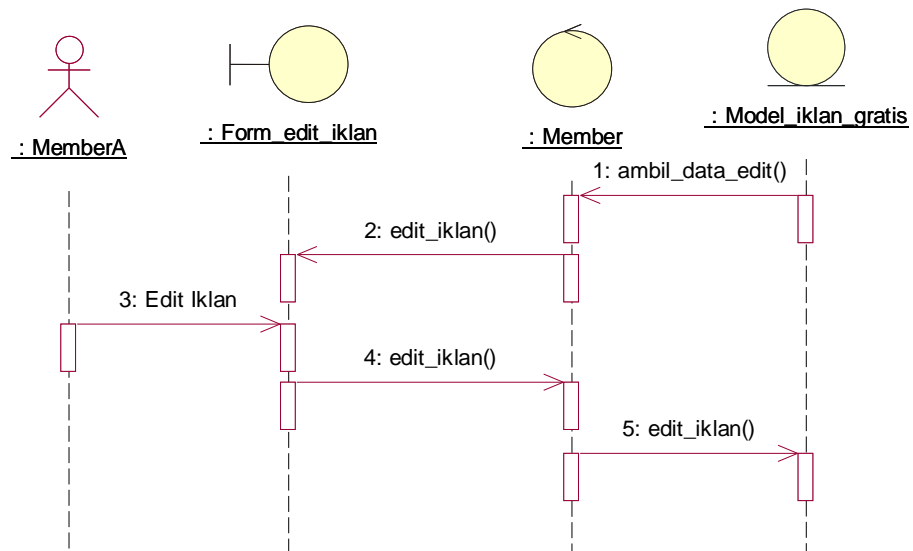 : MemberA
: Form_edit_iklan
: Member
: Model_iklan_gratis
1: ambil_data_edit()
2: edit_iklan()
3: Edit Iklan
4: edit_iklan()
5: edit_iklan()